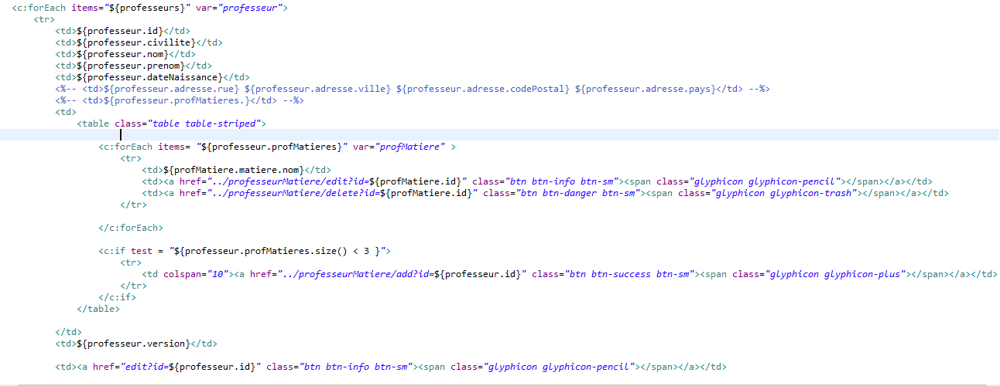 <c:forEach items="${professeurs}" var="professeur">
<tr>
<td>${professeur.id}</td>
<td>${professeur.civilite}</td>
<td>${professeur.nom}</td>
<td>${professeur.prenom}</td>
<td>${professeur.dateNaissance}</td>
<%-- <td>${professeur.adresse.rue} ${professeur.adresse.ville} ${professeur.adresse.codePostal} ${professeur.adresse.pays}</td> --%>
<%-- <td>${professeur.profMatieres.}</td> --%>
<td>
<table class="table table-striped">
<c:forEach items= "${professeur.profMatieres}" var="profMatiere" >
<tr>
<td>${profMatiere.matiere.nom}</td>
<td><a href="../professeurMatiere/edit?id=${profMatiere.id}" class="btn btn-info btn-sm"><span class="glyphicon glyphicon-pencil"></span></a></td>
<td><a href="../professeurMatiere/delete?id=${profMatiere.id}" class="btn btn-danger btn-sm"><span class="glyphicon glyphicon-trash"></span></a></td>
</tr>
</c:forEach>
<c:if test = "${professeur.profMatieres.size() < 3 }">
<tr>
<td colspan="10"><a href="../professeurMatiere/add?id=${professeur.id}" class="btn btn-success btn-sm"><span class="glyphicon glyphicon-plus"></span></a></td>
</tr>
</c:if>
</table>
</td>
<td>${professeur.version}</td>
<td><a href="edit?id=${professeur.id}" class="btn btn-info btn-sm"><span class="glyphicon glyphicon-pencil"></span></a></td>